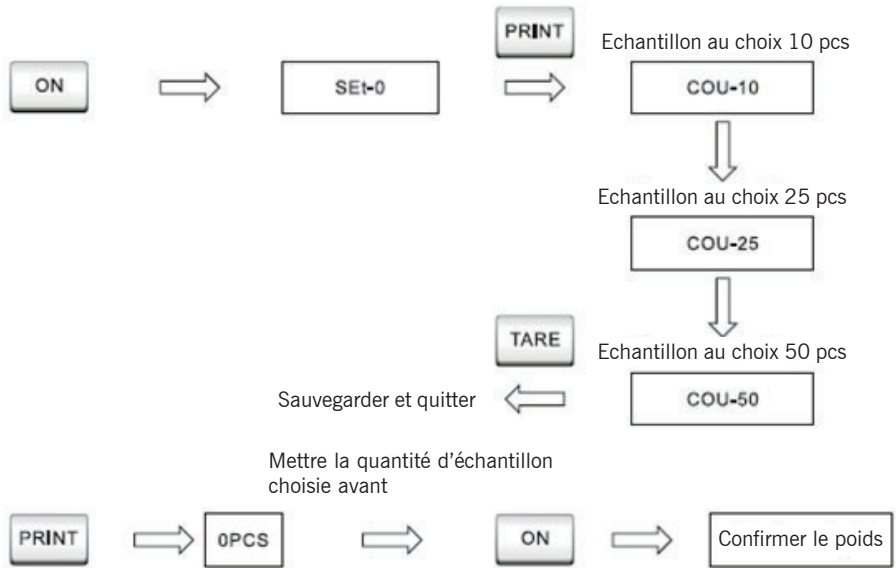 PRINT
Echantillon au choix 10 pcs
ON
SEt-0
COU-10
Echantillon au choix 25 pcs
COU-25
TARE
Echantillon au choix 50 pcs
Sauvegarder et quitter
COU-50
Mettre la quantité d'échantillon
choisie avant
PRINT
0PCS
ON
Confirmer le poids